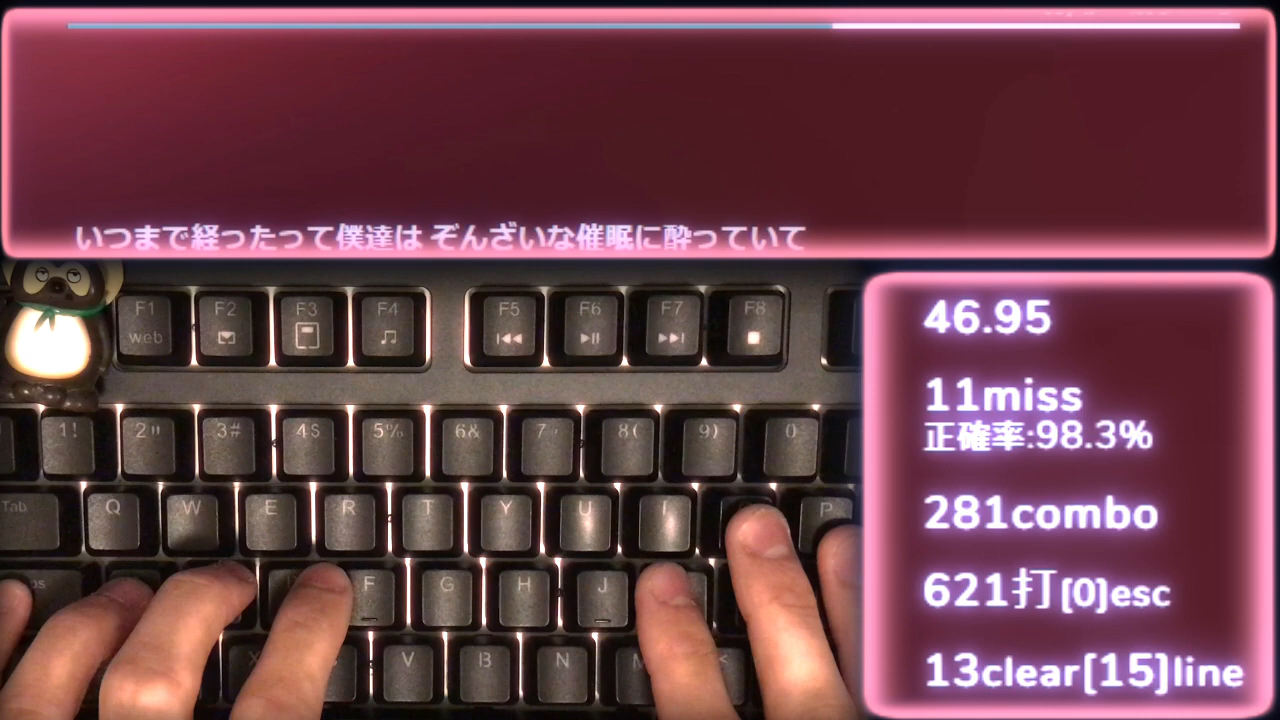 いつまで経ったって僕達は ぞんざいな催眠に酔っていて
46.95
11miss
正確率:98.3%
281combo
621打[0]esc
13clear[15]line
F1 F2 F3 F4 F5 F6 F7 F8
web
1! 2" 3# 4$ 5% 6& 7' 8( 9) 0
Tab Q W E R T Y U I P
F G H J
X V B N M <